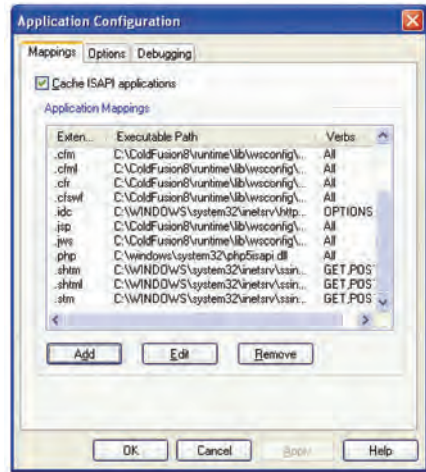 Application Configuration
Mappings Options Debugging
Cache ISAPI applications
Application Mappings
Exten... Executable Path Verbs
.cfm C:\ColdFusion8\runtime\lib\wsconfig\... All
.cfml C:\ColdFusion8\runtime\lib\wsconfig\... All
.cfr C:\ColdFusion8\runtime\lib\wsconfig\... All
.cfswf C:\ColdFusion8\runtime\lib\wsconfig\... All
.idc C:\WINDOWS\system32\inetsrv\http... OPTIONS
.jsp C:\ColdFusion8\runtime\lib\wsconfig\... All
.jws C:\ColdFusion8\runtime\lib\wsconfig\... All
.php C:\windows\system32\php5isapi.dll All
.shtm C:\WINDOWS\system32\inetsrv\ssin... GET,POS
.shtml C:\WINDOWS\system32\inetsrv\ssin... GET,POS
.stm C:\WINDOWS\system32\inetsrv\ssin... GET,POS
Add Edit Remove
OK Cancel Apply Help